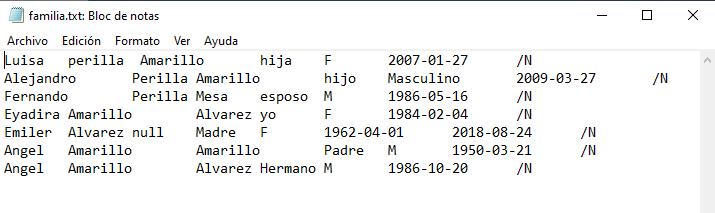 familia.txt: Bloc de notas
Archivo Edición Formato Ver Ayuda
Luisa perilla Amarillo hija F 2007-01-27 /N
Alejandro Perilla Amarillo hijo Masculino 2009-03-27 /N
Fernando Perilla Mesa esposo M 1986-05-16 /N
Eyadira Amarillo Alvarez yo F 1984-02-04 /N
Emiler Alvarez null Madre F 1962-04-01 2018-08-24 /N
Angel Amarillo Amarillo Padre M 1950-03-21 /N
Angel Amarillo Alvarez Hermano M 1986-10-20 /N